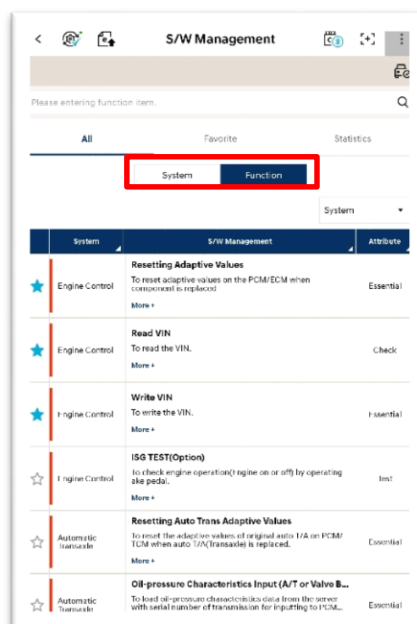 S/W Management
Please entering function item.
All Favorite Statistics
System Function
System
System S/W Management Attribute
Resetting Adaptive Values
Engine Control To reset adaptive values on the PCM/ECM when component is replaced Essential
More +
Read VIN
Engine Control To read the VIN. Check
More +
Write VIN
Engine Control To write the VIN. Essential
More +
ISG TEST(Option)
Engine Control To check engine operation(Engine on or off) by operating ake pedal. Test
More +
Resetting Auto Trans Adaptive Values
Automatic Transaxle To reset the adaptive values of original auto T/A on PCM/TCM when auto T/A(Transaxle) is replaced. Essential
More +
Oil-pressure Characteristics Input (A/T or Valve B...
Automatic Transaxle To load oil-pressure characteristics data from the server with serial number of transmission for inputting to PCM... Essential